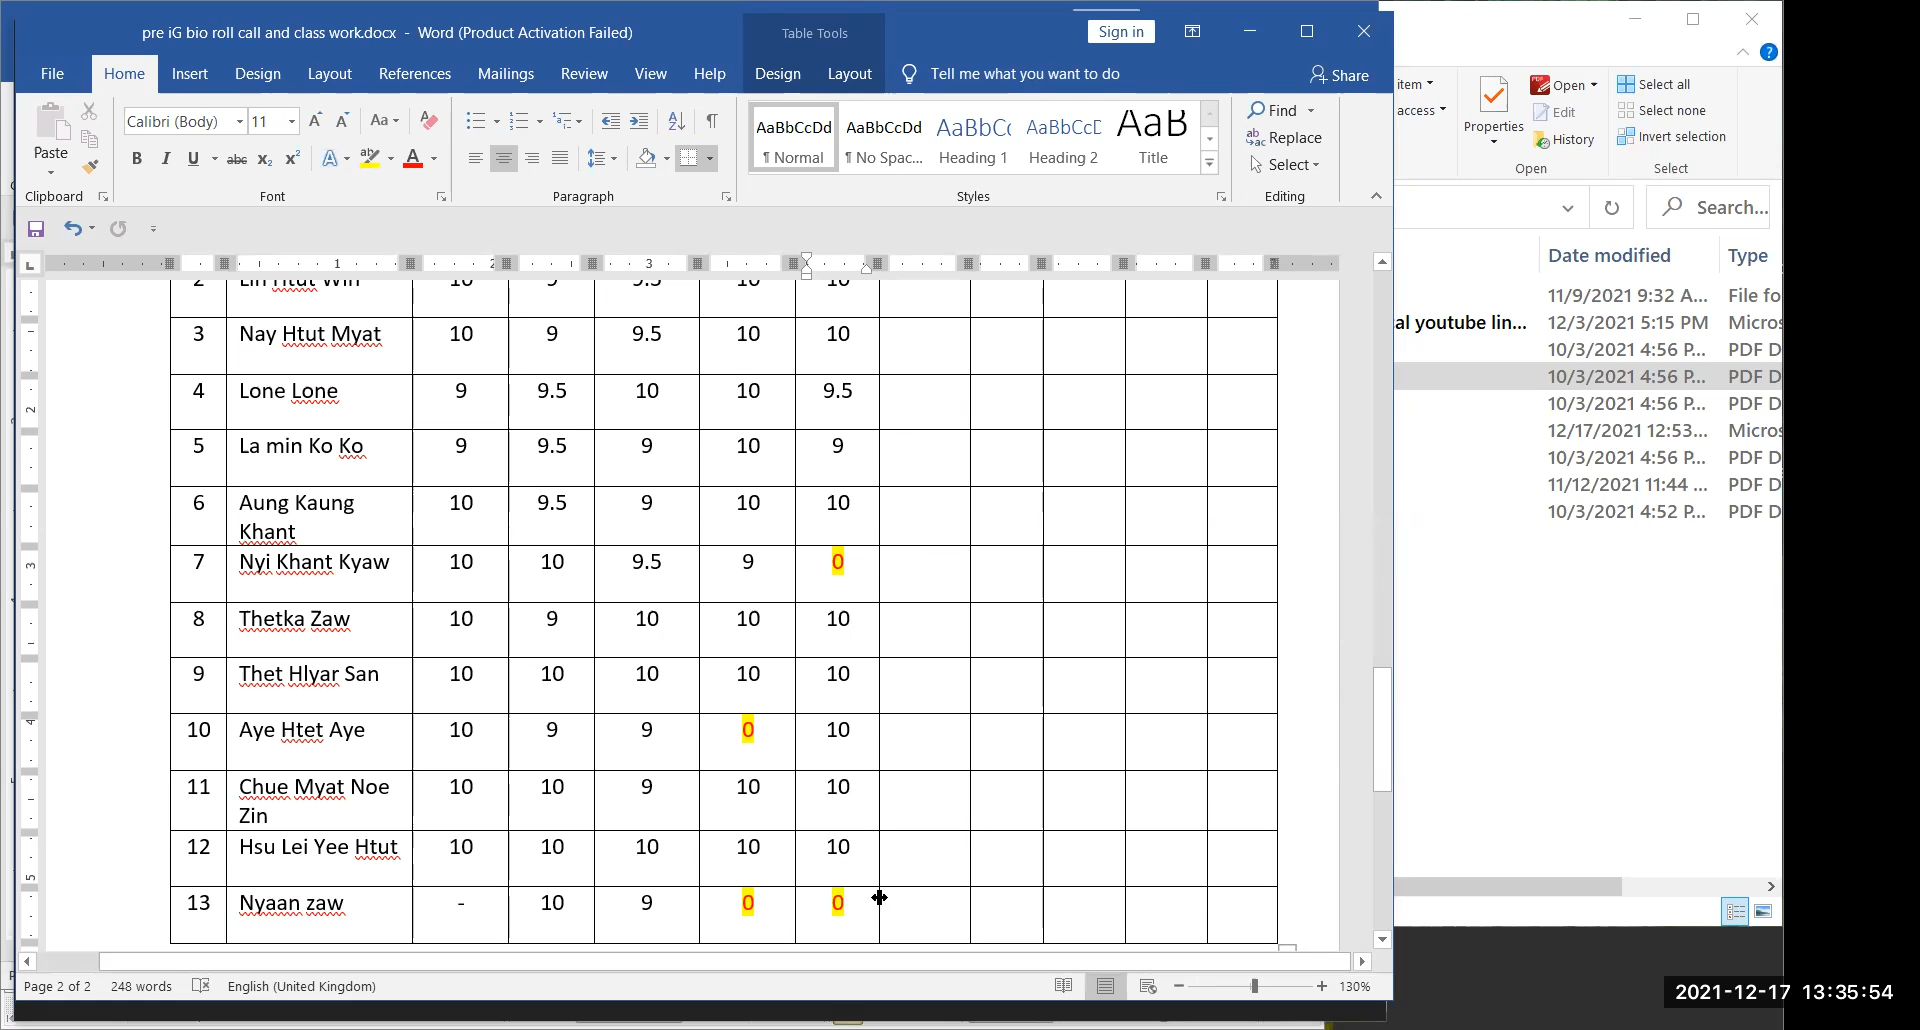 pre iG bio roll call and class work.docx - Word (Product Activation Failed)
Table Tools
Sign in
File Home Insert Design Layout References Mailings Review View Help Design Layout Tell me what you want to do Share
Paste
Clipboard
Calibri (Body) 11
Font
Paragraph
AaBbCcDd ¶ Normal
AaBbCcDd ¶ No Spac...
AaBbCc Heading 1
AaBbCcD Heading 2
AaB Title
Styles
Find
Replace
Select
Editing
item
access
Properties
Open
Edit
History
Open
Select all
Select none
Invert selection
Select
Search...
Date modified Type
11/9/2021 9:32 A... File fo
al youtube lin... 12/3/2021 5:15 PM Micros
10/3/2021 4:56 P... PDF D
10/3/2021 4:56 P... PDF D
10/3/2021 4:56 P... PDF D
12/17/2021 12:53... Micros
10/3/2021 4:56 P... PDF D
11/12/2021 11:44 ... PDF D
10/3/2021 4:52 P... PDF D
2 Lin Htut Win 10 9 9.5 10 10
3 Nay Htut Myat 10 9 9.5 10 10
4 Lone Lone 9 9.5 10 10 9.5
5 La min Ko Ko 9 9.5 9 10 9
6 Aung Kaung 10 9.5 9 10 10
Khant
7 Nyi Khant Kyaw 10 10 9.5 9 0
8 Thetka Zaw 10 9 10 10 10
9 Thet Hlyar San 10 10 10 10 10
10 Aye Htet Aye 10 9 9 0 10
11 Chue Myat Noe 10 10 9 10 10
Zin
12 Hsu Lei Yee Htut 10 10 10 10 10
13 Nyaan zaw - 10 9 0 0
Page 2 of 2 248 words English (United Kingdom) 130%
2021-12-17 13:35:54